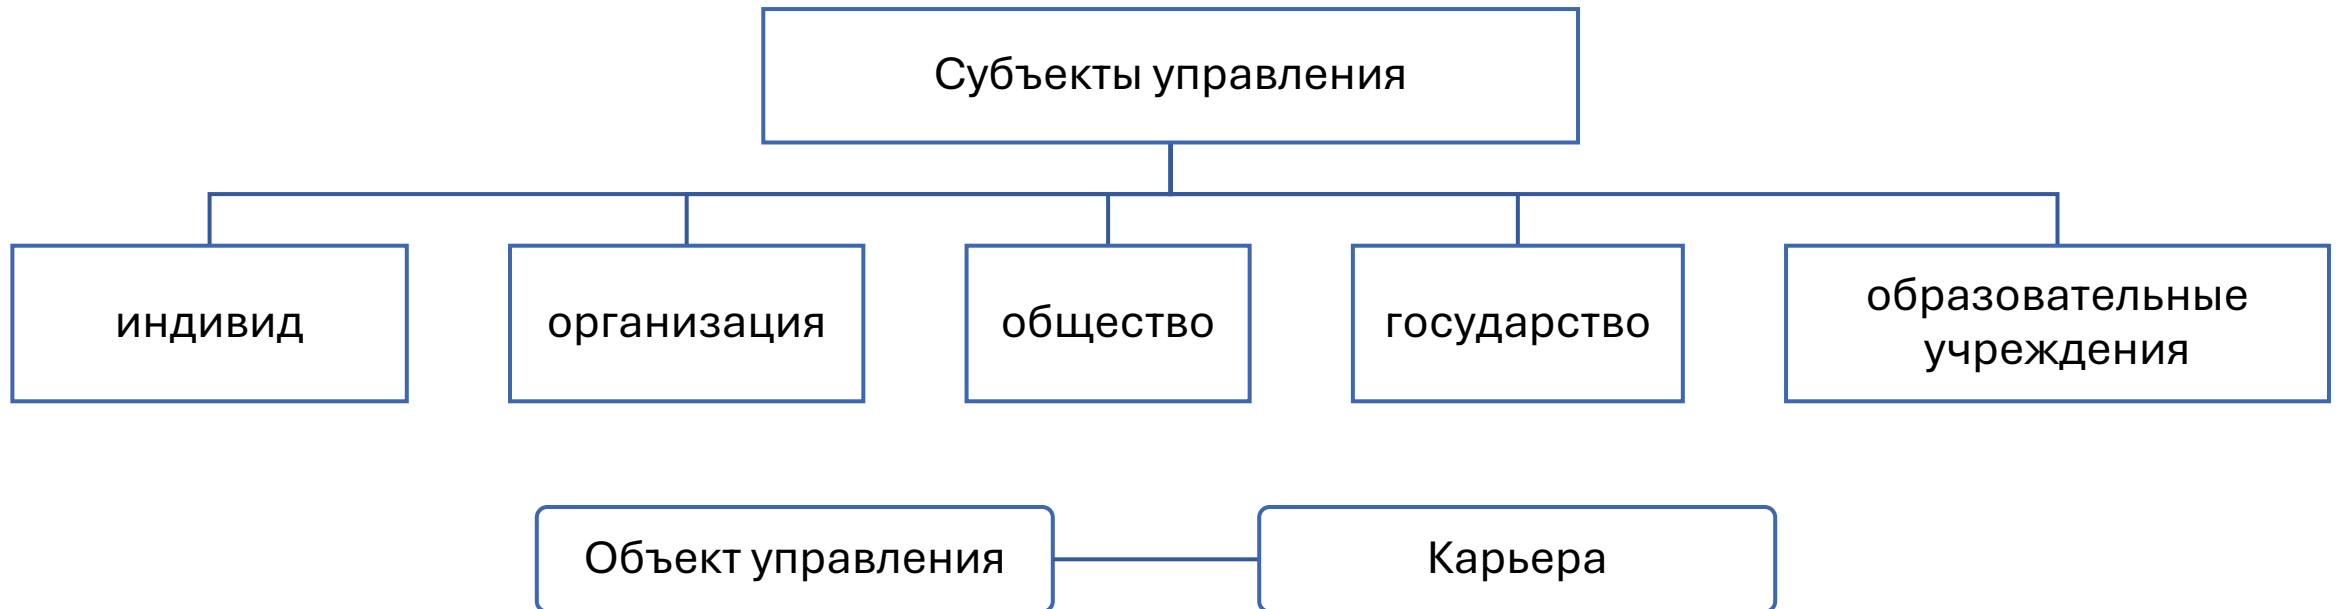 Субъекты управления
индивид
организация
общество
государство
образовательные
учреждения
Объект управления
Карьера